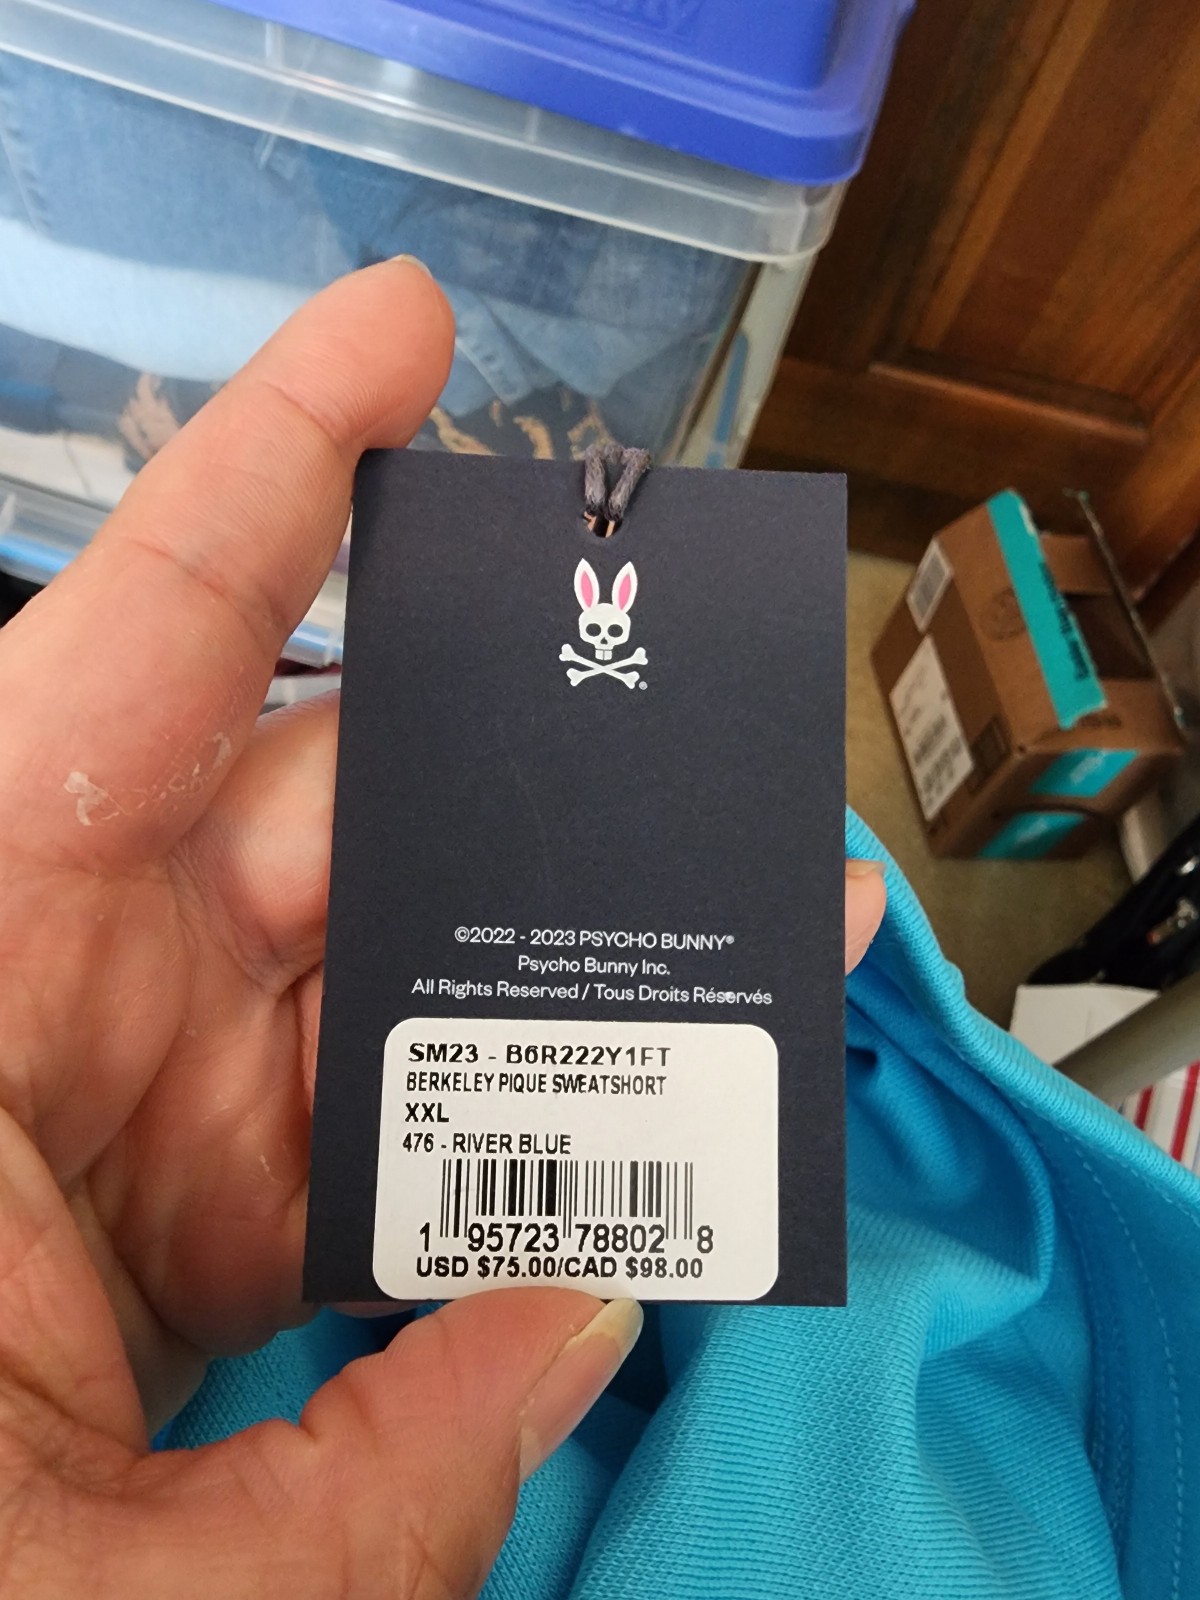 ©2022 - 2023 PSYCHO BUNNY®
Psycho Bunny Inc.
All Rights Reserved / Tous Droits Réservés
SM23 - B6R222Y1FT
BERKELEY PIQUE SWEATSHORT
XXL
476 - RIVER BLUE
1 95723 78802 8
USD $75.00/CAD $98.00